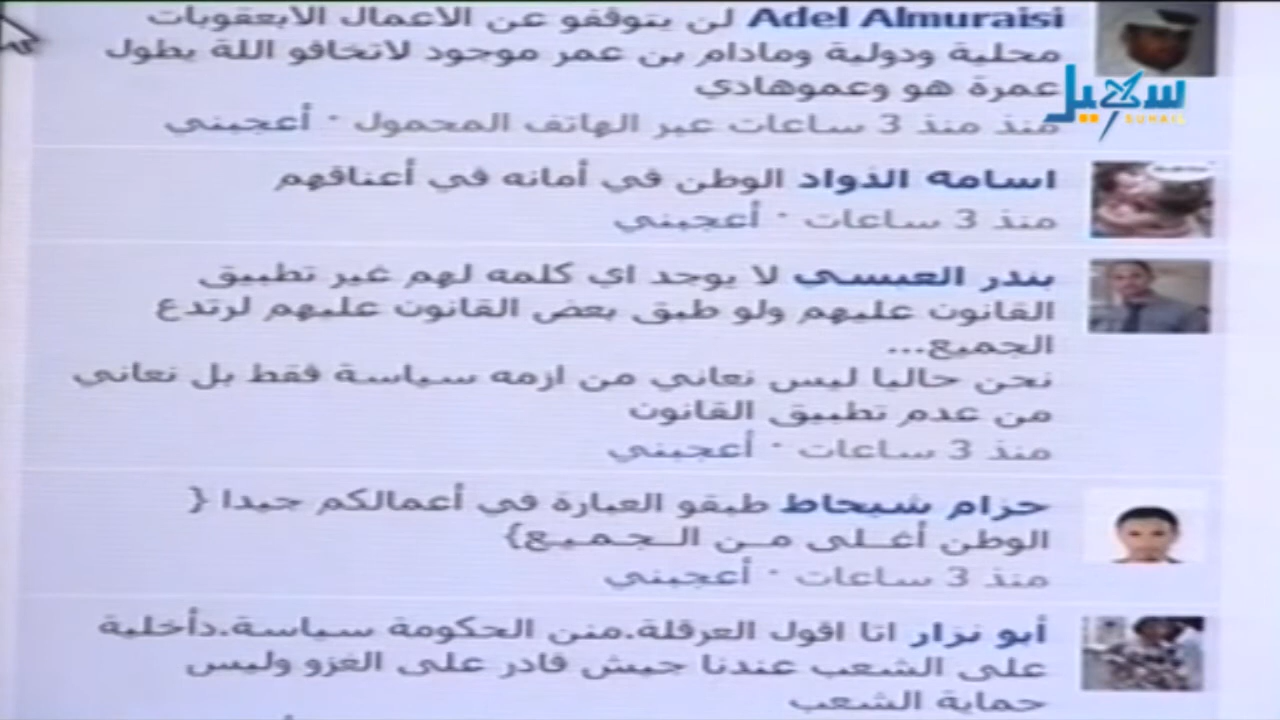 Adel Almuraisi لن يتوقفو عن الاعمال الابعقوبات
محلية ودولية ومادام بن عمر موجود لاتخافو اللة يطول
عمرة هو وعموهادي
منذ منذ 3 ساعات عبر الهاتف المحمول · أعجبني
سهيل
SUHAIL
اسامه الذواد الوطن في أمانه في أعناقهم
منذ 3 ساعات · أعجبني
بندر العبسي لا يوجد اي كلمه لهم غير تطبيق
القانون عليهم ولو طبق بعض القانون عليهم لرتدع
الجميع...
نحن حاليا ليس نعاني من ازمه سياسة فقط بل نعاني
من عدم تطبيق القانون
منذ 3 ساعات · أعجبني
حزام شبحاط طبقو العبارة في أعمالكم جيدا {
الوطن أغــلى مــن الــجـمـيـع}
منذ 3 ساعات · أعجبني
أبو نزار انا اقول العرقلة.منن الحكومة سياسة.دأخلية
على الشعب عندنا جيش قادر على الغزو وليس
حماية الشعب